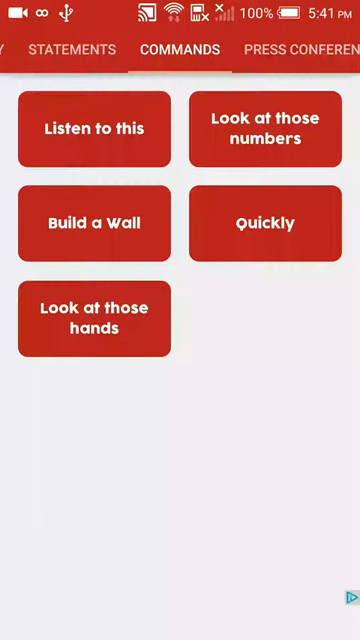 100% 5:41 PM
Y STATEMENTS COMMANDS PRESS CONFEREN
Listen to this
Look at those
numbers
Build a Wall
Quickly
Look at those
hands